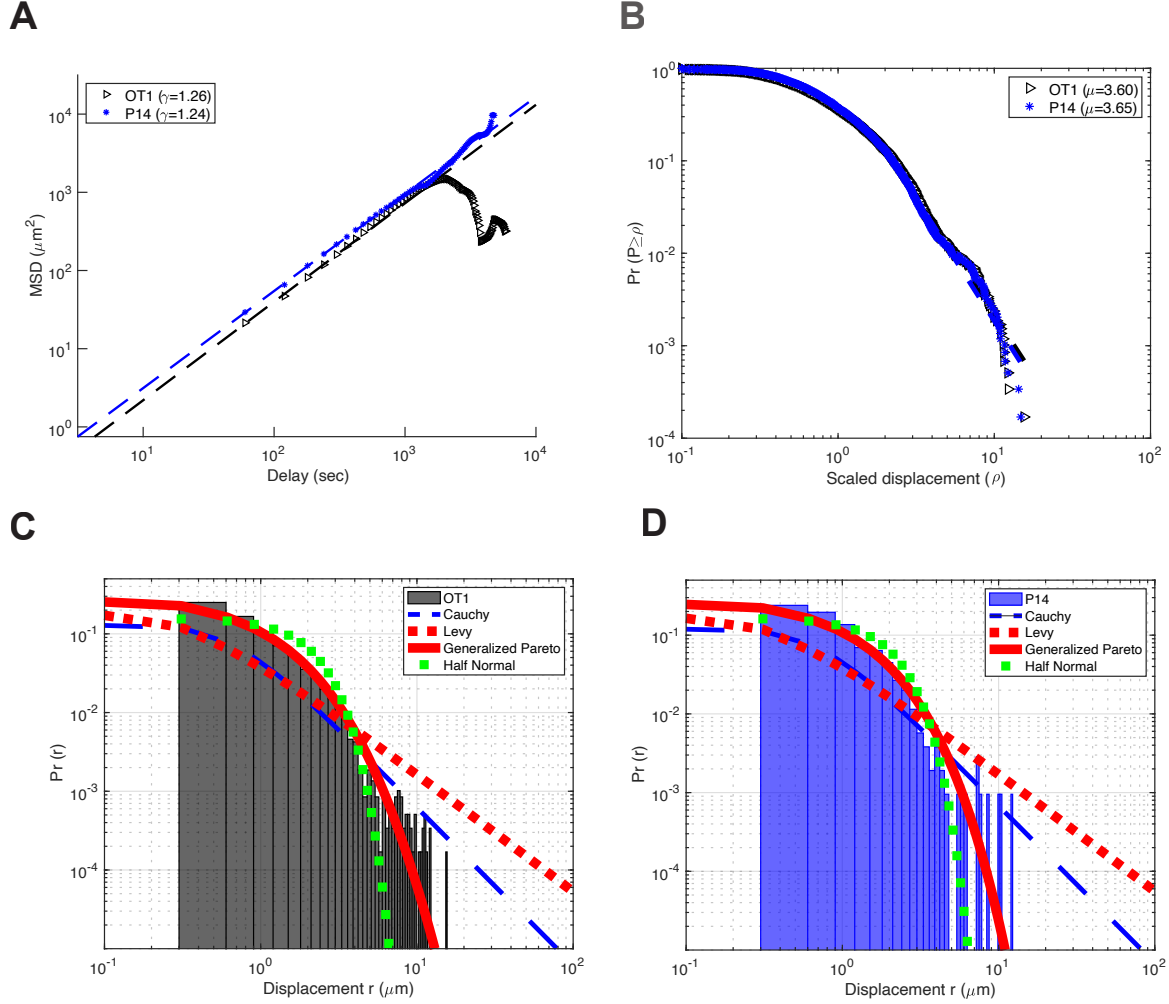 A
OT1 (γ=1.26)
P14 (γ=1.24)
10^4
10^3
10^2
10^1
10^0
MSD (μm^2)
10^1
10^2
10^3
10^4
Delay (sec)
B
OT1 (μ=3.60)
P14 (μ=3.65)
10^0
10^-1
10^-2
10^-3
10^-4
Pr (P≥ρ)
10^-1
10^0
10^1
10^2
Scaled displacement (ρ)
C
OT1
Cauchy
Levy
Generalized Pareto
Half Normal
10^-1
10^-2
10^-3
10^-4
Pr (r)
10^-1
10^0
10^1
10^2
Displacement r (μm)
D
P14
Cauchy
Levy
Generalized Pareto
Half Normal
10^-1
10^-2
10^-3
10^-4
Pr (r)
10^-1
10^0
10^1
10^2
Displacement r (μm)